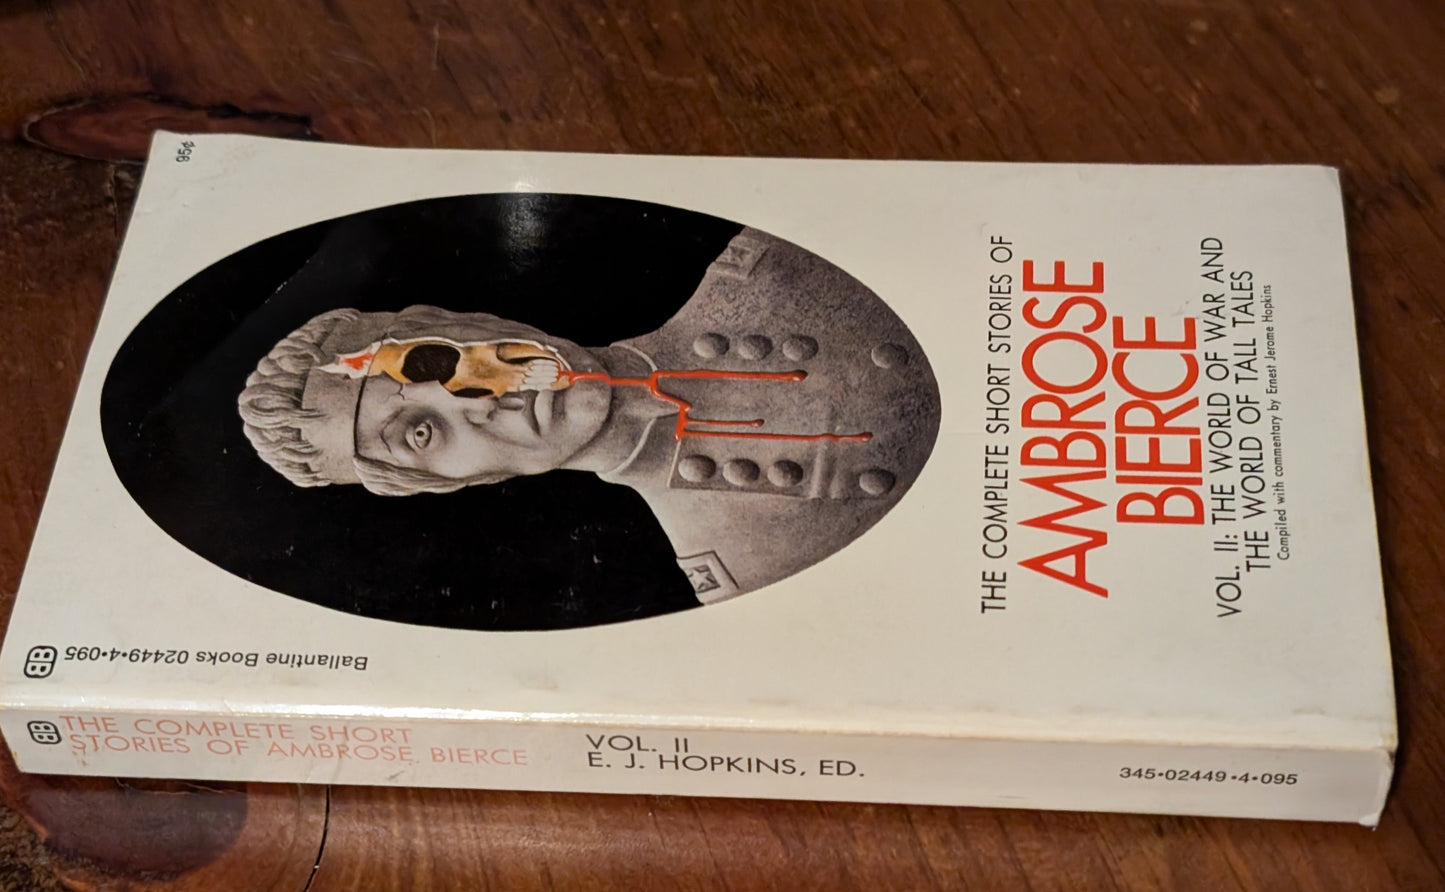 95¢
THE COMPLETE SHORT STORIES OF
AMBROSE
BIERCE
VOL. II: THE WORLD OF WAR AND
THE WORLD OF TALL TALES
Compiled with commentary by Ernest Jerome Hopkins
BB Ballantine Books 02449•4•095
BB
THE COMPLETE SHORT
STORIES OF AMBROSE BIERCE
VOL. II
E. J. HOPKINS, ED.
345•02449•4•095